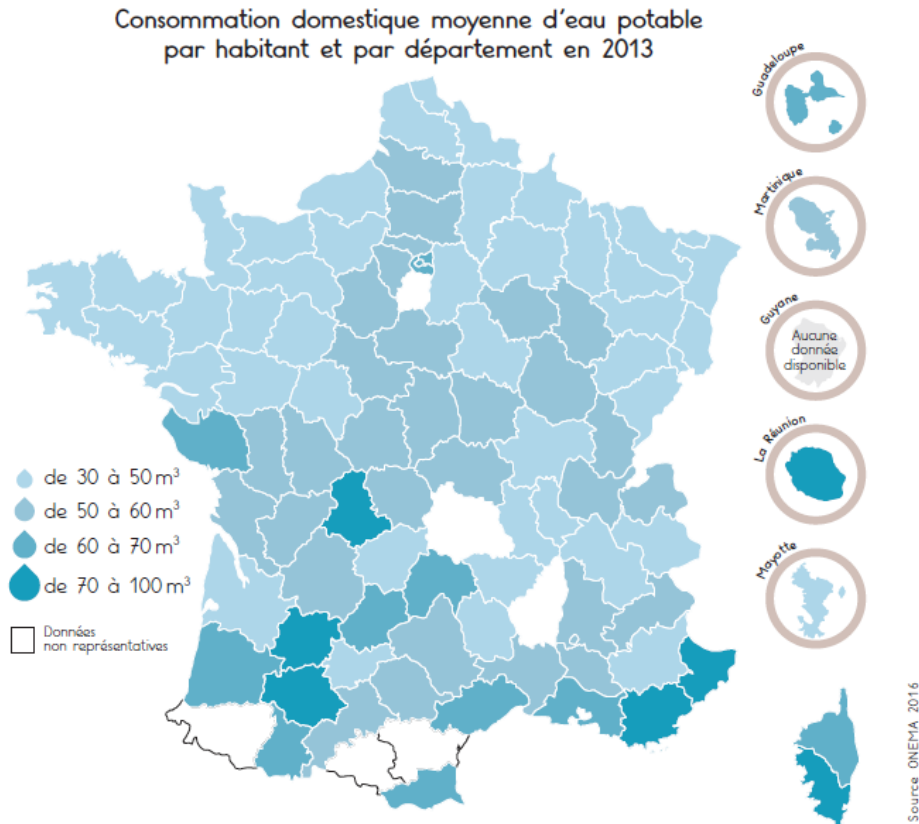 Consommation domestique moyenne d'eau potable
par habitant et par département en 2013
Guadeloupe
Martinique
Guyane
Aucune
donnée
disponible
La Réunion
Mayotte
de 30 à 50 m³
de 50 à 60 m³
de 60 à 70 m³
de 70 à 100 m³
Données
non représentatives
Source ONEMA 2016